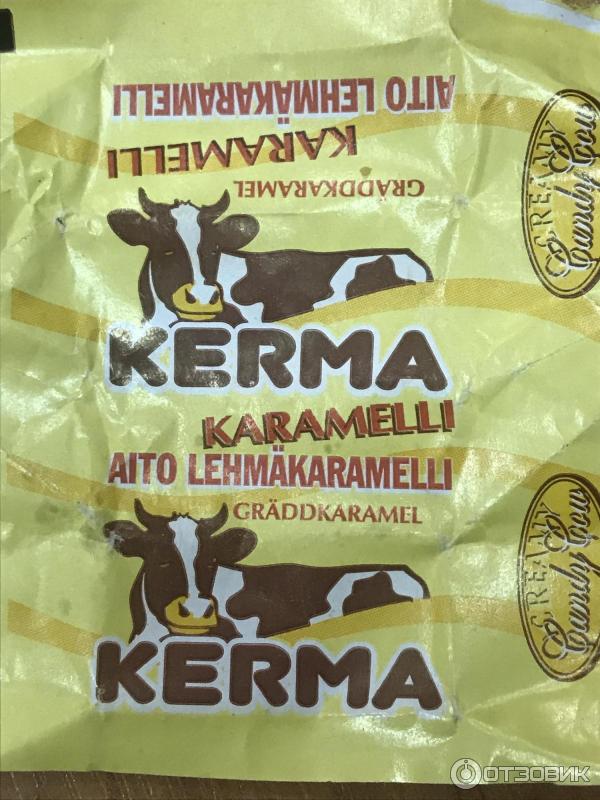 AITO LEHMÄKARAMELLI
KARAMELLI
GRÄDDKARAMEL
CREAMY
Candy Cow
KERMA
KARAMELLI
AITO LEHMÄKARAMELLI
GRÄDDKARAMEL
CREAMY
Candy Cow
KERMA
ОТЗОВИК